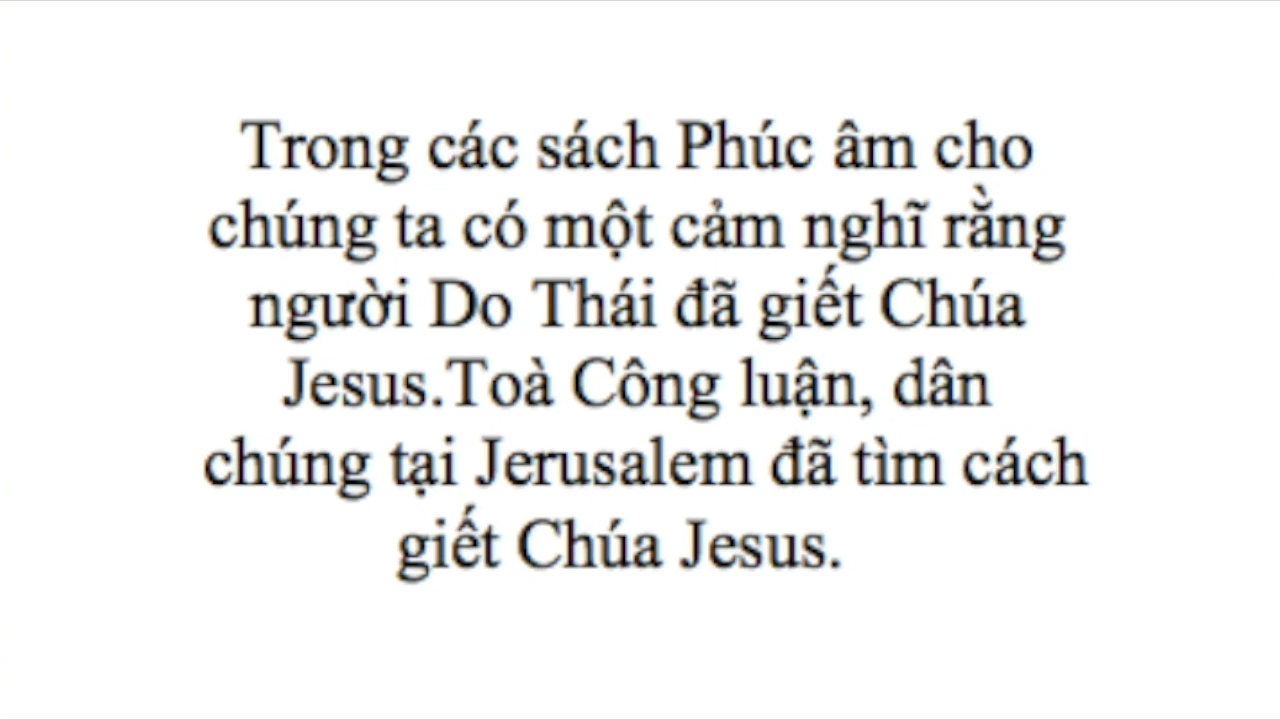 Trong các sách Phúc âm cho
chúng ta có một cảm nghĩ rằng
người Do Thái đã giết Chúa
Jesus.Toà Công luận, dân
chúng tại Jerusalem đã tìm cách
giết Chúa Jesus.